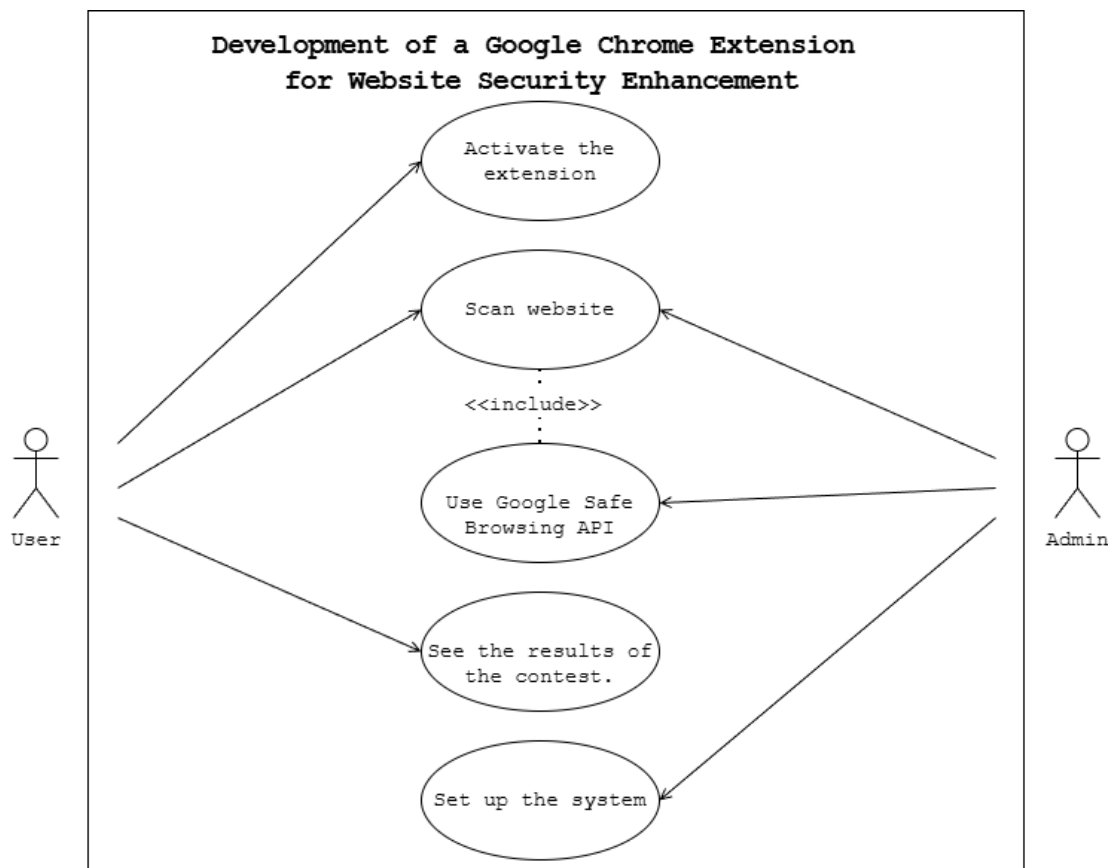 Development of a Google Chrome Extension
for Website Security Enhancement
Activate the
extension
Scan website
<<include>>
Use Google Safe
Browsing API
User
Admin
See the results of
the contest.
Set up the system